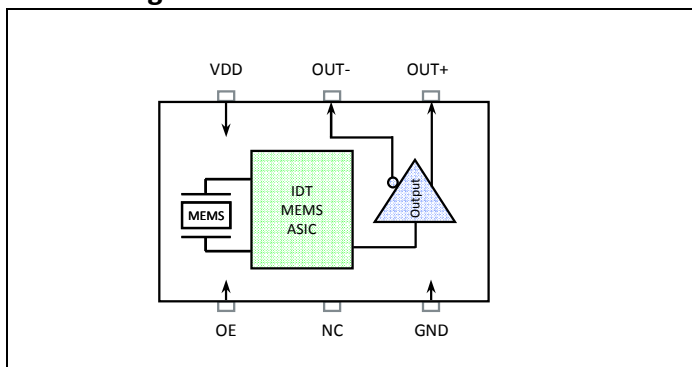 VDD OUT- OUT+
IDT
MEMS
ASIC
MEMS
Output
OE NC GND